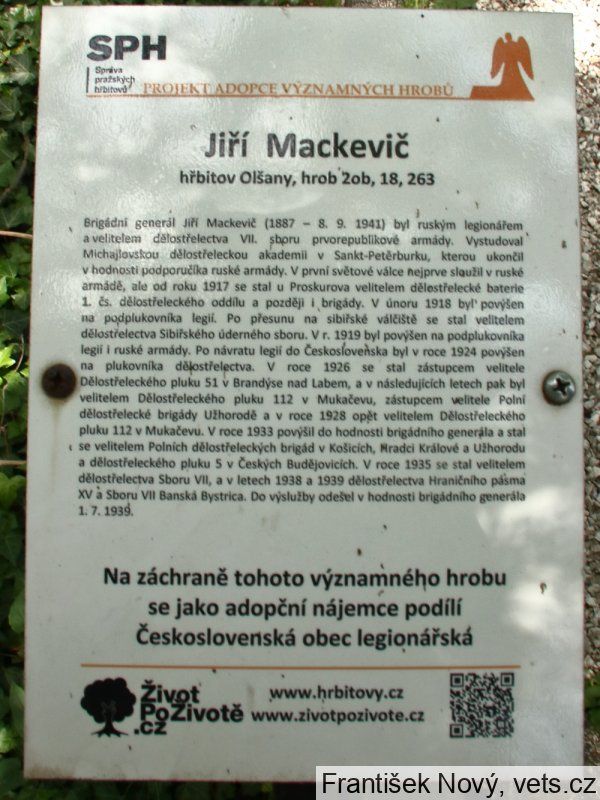 SPH
Správa
pražských
hřbitovů
PROJEKT ADOPCE VÝZNAMNÝCH HROBŮ
Jiří Mackevič
hřbitov Olšany, hrob 2ob, 18, 263
Brigádní generál Jiří Mackevič (1887 – 8. 9. 1941) byl ruským legionářem
a velitelem dělostřelectva VII. sboru prvorepublikové armády. Vystudoval
Michajlovskou dělostřeleckou akademii v Sankt-Petěrburku, kterou ukončil
v hodnosti podporučíka ruské armády. V první světové válce nejprve sloužil v ruské
armádě, ale od roku 1917 se stal u Proskurova velitelem dělostřelecké baterie
1. čs. dělostřeleckého oddílu a později i brigády. V únoru 1918 byl povýšen
na podplukovníka legií. Po přesunu na sibiřské válčiště se stal velitelem
dělostřelectva Sibiřského úderného sboru. V r. 1919 byl povýšen na podplukovníka
legií i ruské armády. Po návratu legií do Československa byl v roce 1924 povýšen
na plukovníka dělostřelectva. V roce 1926 se stal zástupcem velitele
Dělostřeleckého pluku 51 v Brandýse nad Labem, a v následujících letech pak byl
velitelem Dělostřeleckého pluku 112 v Mukačevu, zástupcem velitele Polní
dělostřelecké brigády Užhorodě a v roce 1928 opět velitelem Dělostřeleckého
pluku 112 v Mukačevu. V roce 1933 povýšil do hodnosti brigádního generála a stal
se velitelem Polních dělostřeleckých brigád v Košicích, Hradci Králové a Užhorodu
a dělostřeleckého pluku 5 v Českých Budějovicích. V roce 1935 se stal velitelem
dělostřelectva Sboru VII, a v letech 1938 a 1939 dělostřelectva Hraničního pásma
XV a Sboru VII Banská Bystrica. Do výslužby odešel v hodnosti brigádního generála
1. 7. 1939.
Na záchraně tohoto významného hrobu
se jako adopční nájemce podílí
Československá obec legionářská
Život
PoŽivotě
.cz
www.hrbitovy.cz
www.zivotpozivote.cz
František Nový, vets.cz